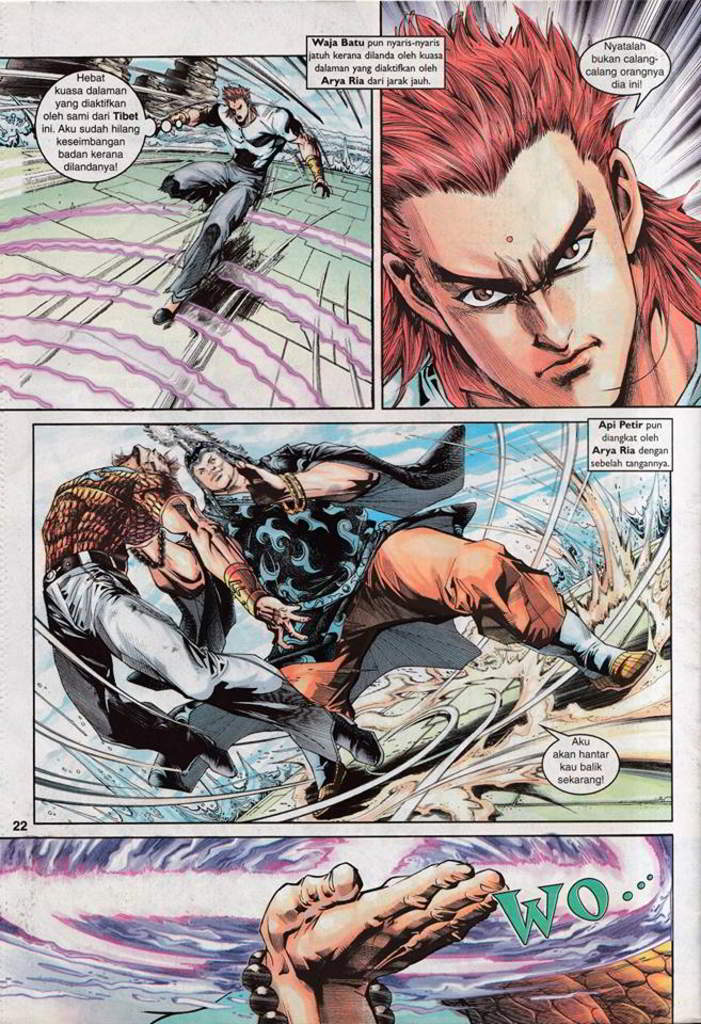 Waja Batu pun nyaris-nyaris
jatuh kerana dilanda oleh kuasa
dalaman yang diaktifkan oleh
Arya Ria dari jarak jauh.
Hebat
kuasa dalaman
yang diaktifkan
oleh sami dari Tibet
ini. Aku sudah hilang
keseimbangan
badan kerana
dilandanya!
Nyatalah
bukan calang-
calang orangnya
dia ini!
Api Petir pun
diangkat oleh
Arya Ria dengan
sebelah tangannya.
Aku
akan hantar
kau balik
sekarang!
22
WO...